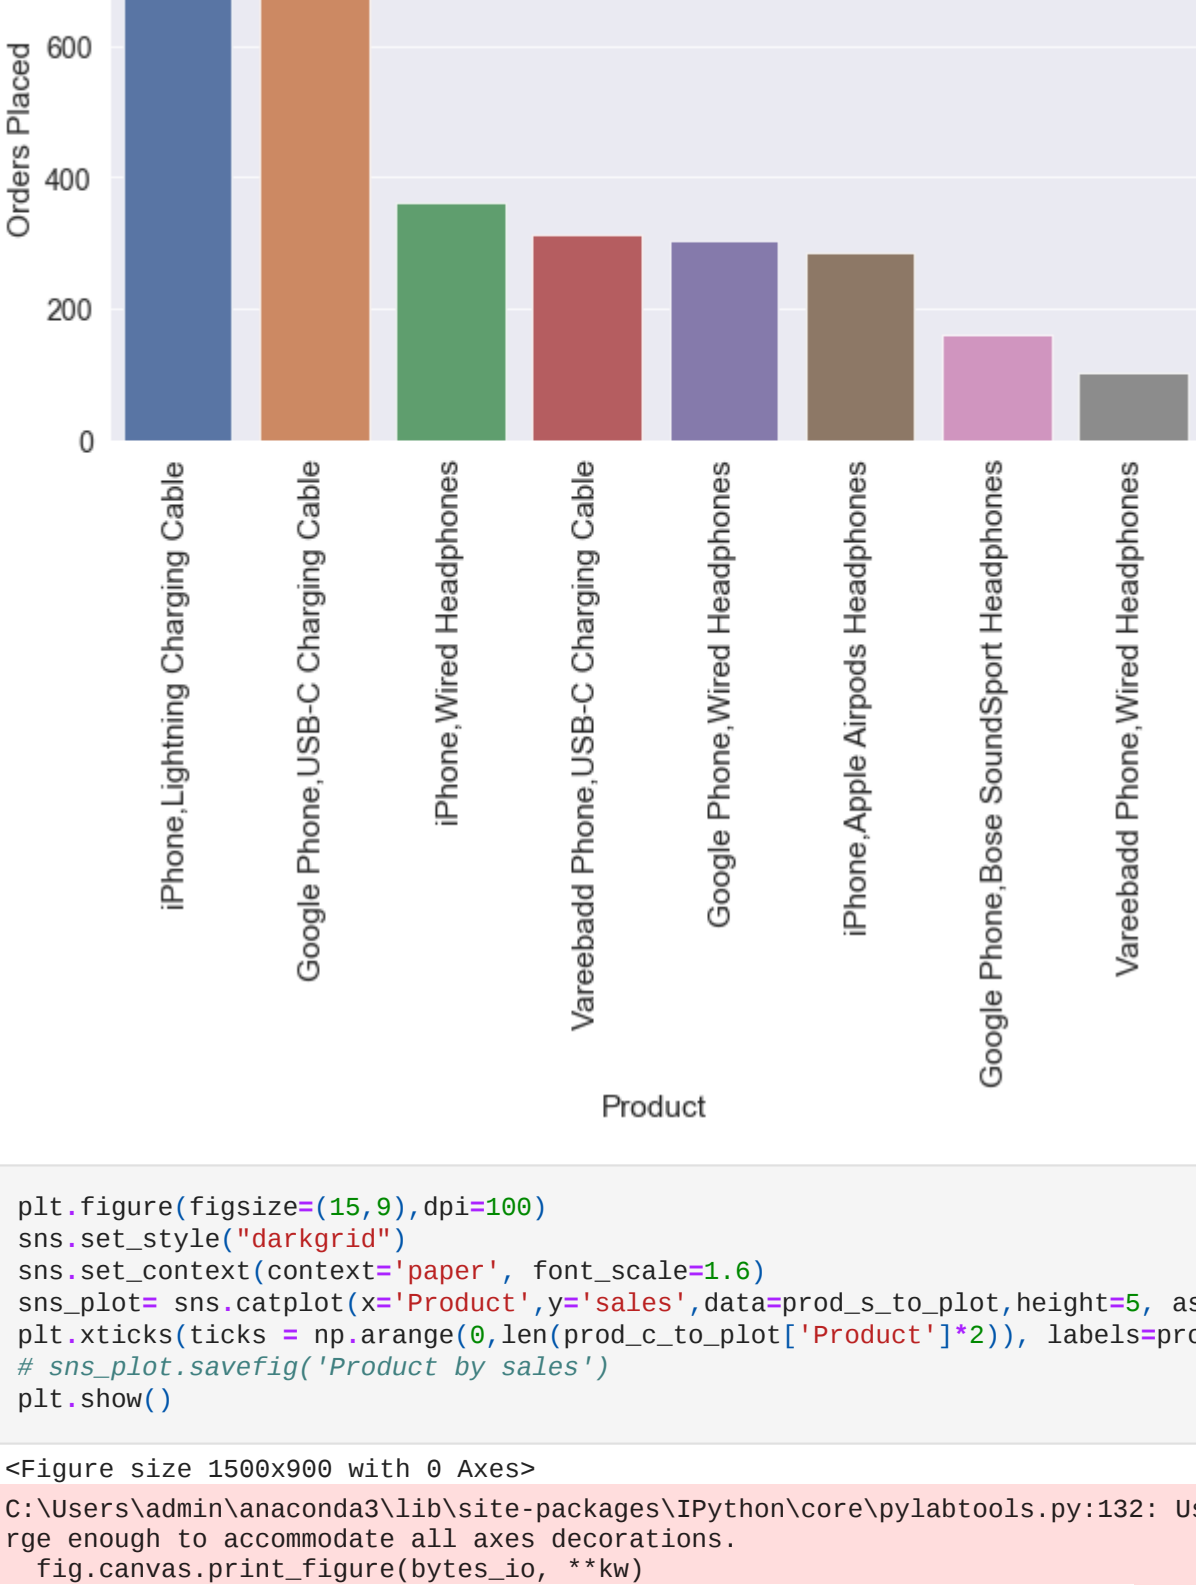 600
400
200
0
Orders Placed
iPhone,Lightning Charging Cable
Google Phone,USB-C Charging Cable
iPhone,Wired Headphones
Vareebadd Phone,USB-C Charging Cable
Google Phone,Wired Headphones
iPhone,Apple Airpods Headphones
Google Phone,Bose SoundSport Headphones
Vareebadd Phone,Wired Headphones
Product
plt.figure(figsize=(15,9),dpi=100)
sns.set_style("darkgrid")
sns.set_context(context='paper', font_scale=1.6)
sns_plot= sns.catplot(x='Product',y='sales',data=prod_s_to_plot,height=5, as
plt.xticks(ticks = np.arange(0,len(prod_c_to_plot['Product']*2)), labels=pro
# sns_plot.savefig('Product by sales')
plt.show()
<Figure size 1500x900 with 0 Axes>
C:\Users\admin\anaconda3\lib\site-packages\IPython\core\pylabtools.py:132: Us
rge enough to accommodate all axes decorations.
fig.canvas.print_figure(bytes_io, **kw)